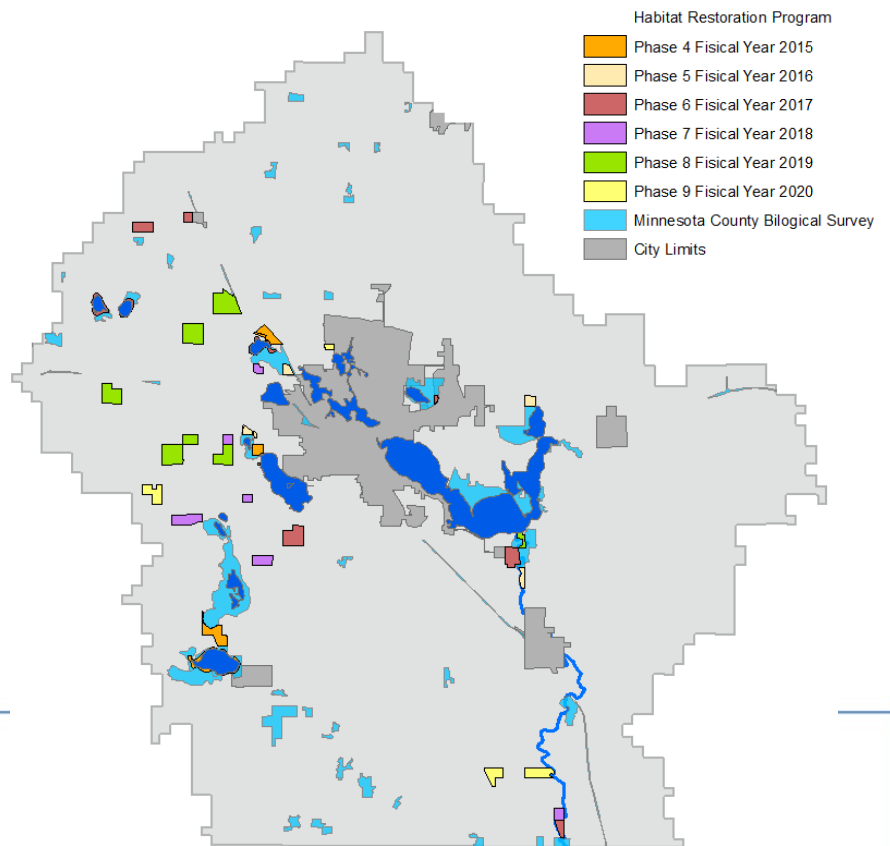 Habitat Restoration Program
Phase 4 Fisical Year 2015
Phase 5 Fisical Year 2016
Phase 6 Fisical Year 2017
Phase 7 Fisical Year 2018
Phase 8 Fisical Year 2019
Phase 9 Fisical Year 2020
Minnesota County Bilogical Survey
City Limits